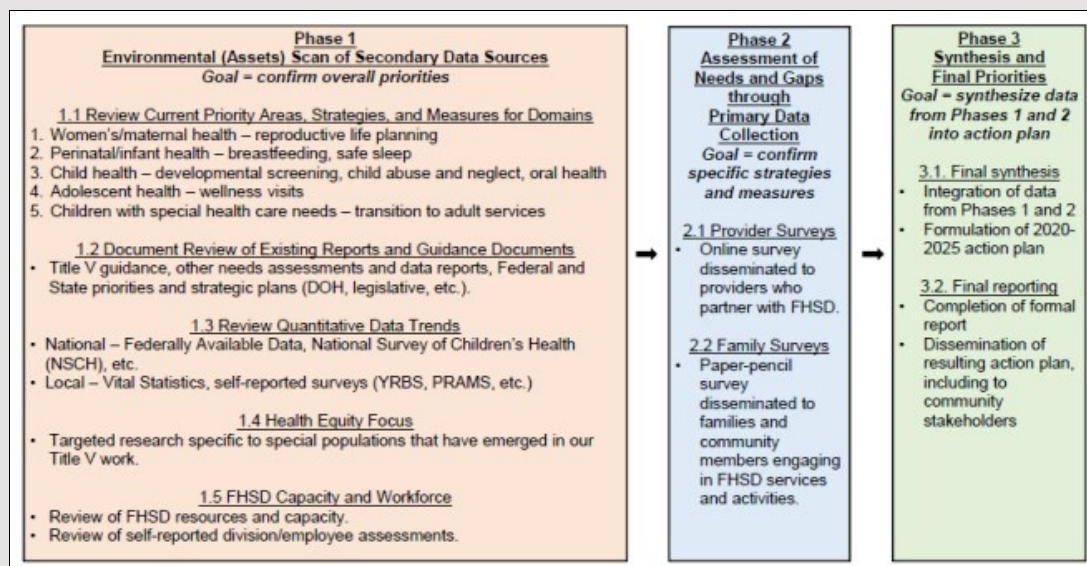 Phase 1
Environmental (Assets) Scan of Secondary Data Sources
Goal = confirm overall priorities
1.1 Review Current Priority Areas, Strategies, and Measures for Domains
1. Women's/maternal health – reproductive life planning
2. Perinatal/infant health – breastfeeding, safe sleep
3. Child health – developmental screening, child abuse and neglect, oral health
4. Adolescent health – wellness visits
5. Children with special health care needs – transition to adult services
1.2 Document Review of Existing Reports and Guidance Documents
• Title V guidance, other needs assessments and data reports, Federal and
State priorities and strategic plans (DOH, legislative, etc.).
1.3 Review Quantitative Data Trends
• National – Federally Available Data, National Survey of Children's Health
(NSCH), etc.
• Local – Vital Statistics, self-reported surveys (YRBS, PRAMS, etc.)
1.4 Health Equity Focus
• Targeted research specific to special populations that have emerged in our
Title V work.
1.5 FHSD Capacity and Workforce
• Review of FHSD resources and capacity.
• Review of self-reported division/employee assessments.
Phase 2
Assessment of
Needs and Gaps
through
Primary Data
Collection
Goal = confirm
specific strategies
and measures
2.1 Provider Surveys
• Online survey
disseminated to
providers who
partner with FHSD.
2.2 Family Surveys
• Paper-pencil
survey
disseminated to
families and
community
members engaging
in FHSD services
and activities.
Phase 3
Synthesis and
Final Priorities
Goal = synthesize data
from Phases 1 and 2
into action plan
3.1. Final synthesis
• Integration of data
from Phases 1 and 2
• Formulation of 2020-
2025 action plan
3.2. Final reporting
• Completion of formal
report
• Dissemination of
resulting action plan,
including to
community
stakeholders